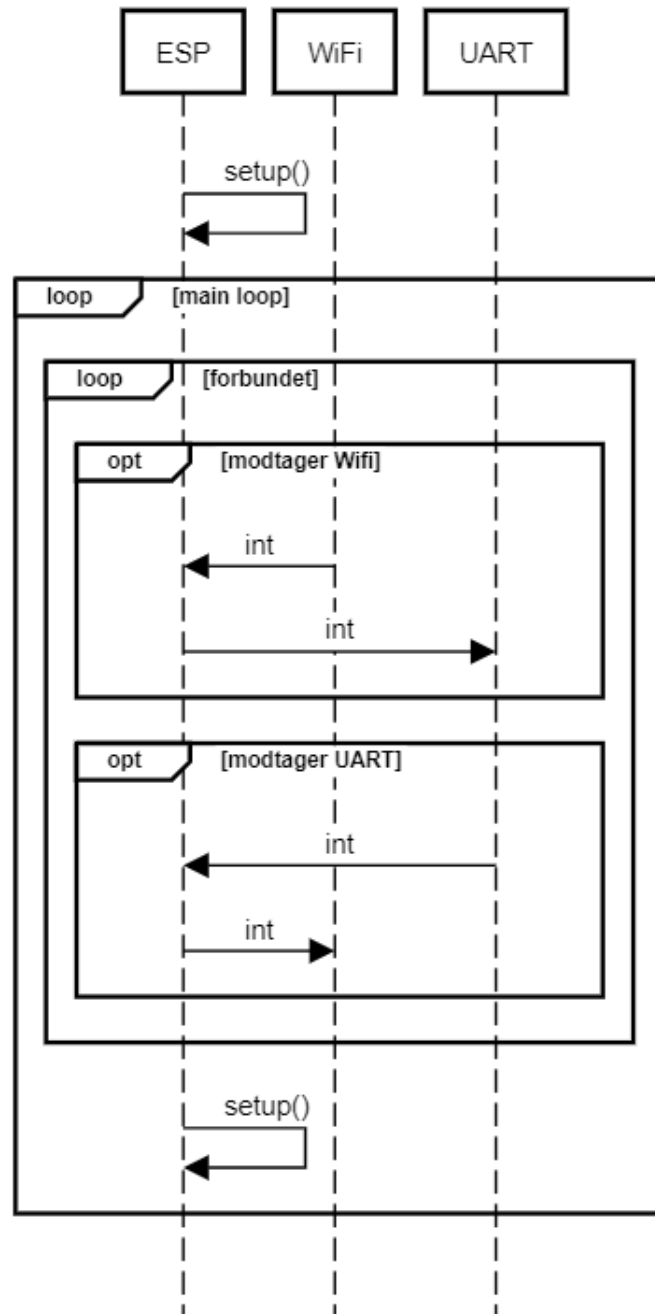 ESP WiFi UART
setup()
loop [main loop]
loop [forbundet]
opt [modtager Wifi]
int
int
opt [modtager UART]
int
int
setup()